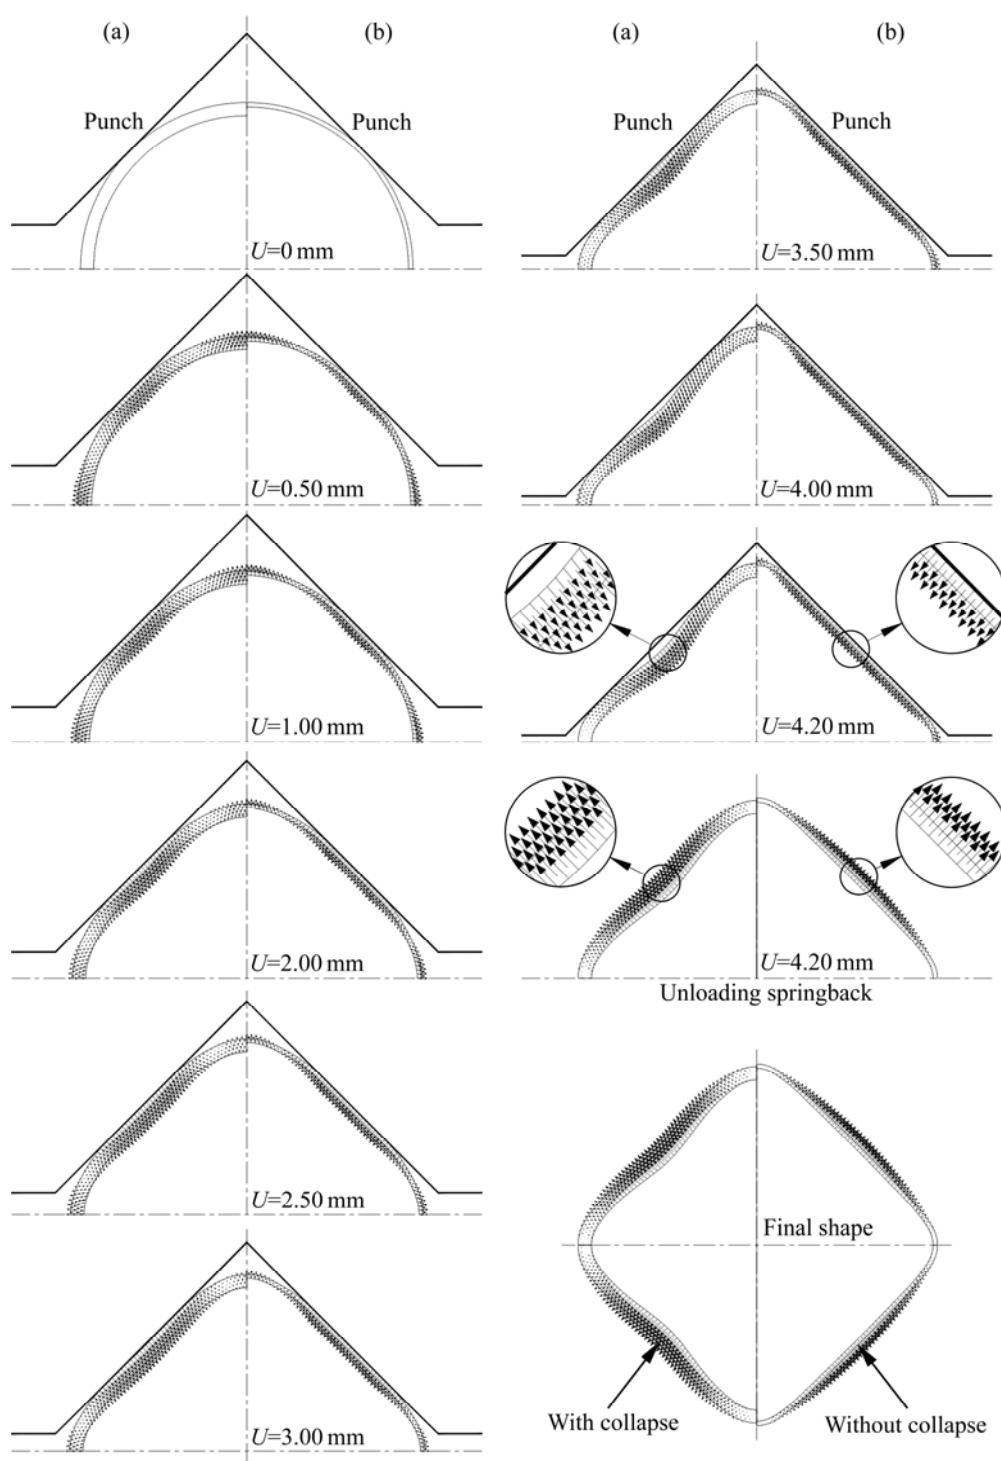 (a)
(b)
Punch
Punch
U=0 mm
U=0.50 mm
U=1.00 mm
U=2.00 mm
U=2.50 mm
U=3.00 mm
(a)
(b)
Punch
Punch
U=3.50 mm
U=4.00 mm
U=4.20 mm
U=4.20 mm
Unloading springback
Final shape
With collapse
Without collapse